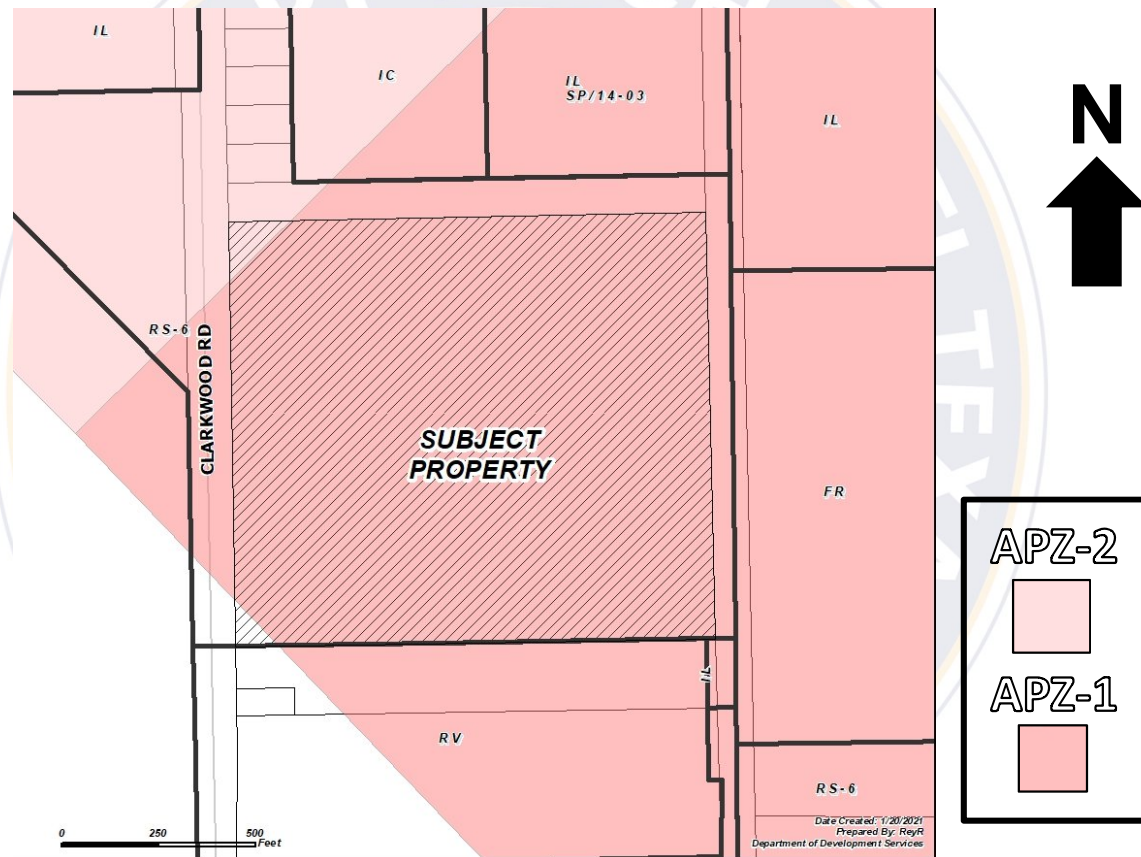 IL
IC
IL
SP/14-03
IL
N
RS-6
CLARKWOOD RD
SUBJECT
PROPERTY
FR
APZ-2
APZ-1
IL
RV
RS-6
0 250 500
Feet
Date Created: 1/20/2021
Prepared By: ReyR
Department of Development Services